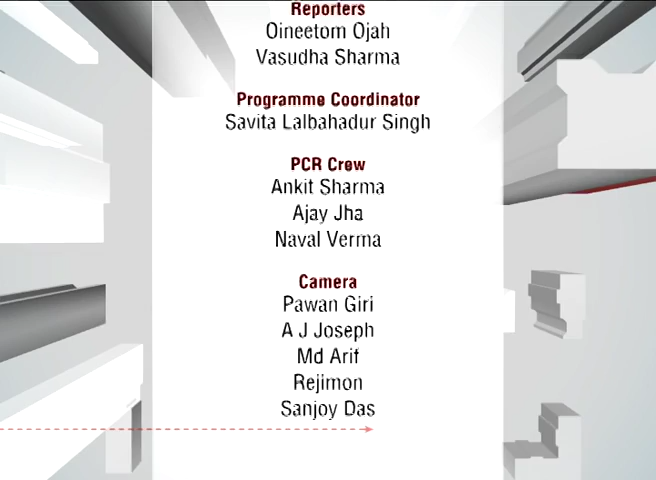 Reporters
Oineetom Ojah
Vasudha Sharma
Programme Coordinator
Savita Lalbahadur Singh
PCR Crew
Ankit Sharma
Ajay Jha
Naval Verma
Camera
Pawan Giri
A J Joseph
Md Arif
Rejimon
Sanjoy Das